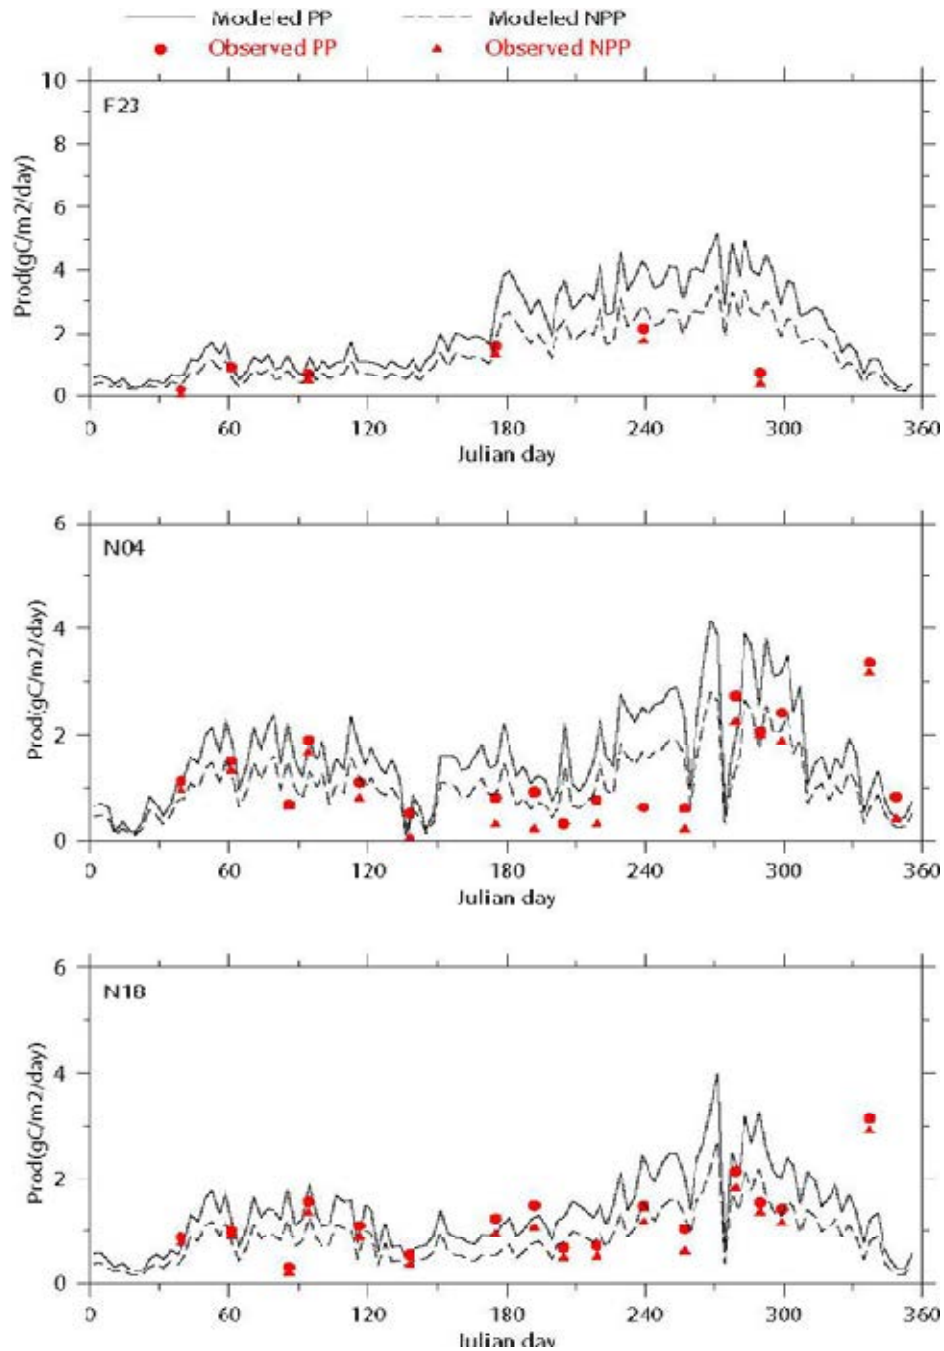 Modeled PP Modeled NPP
Observed PP Observed NPP
F23
Prod(gC/m2/day)
10
8
6
4
2
0
0 60 120 180 240 300 360
Julian day
N04
Prod(gC/m2/day)
6
4
2
0
0 60 120 180 240 300 360
Julian day
N18
Prod(gC/m2/day)
6
4
2
0
0 60 120 180 240 300 360
Julian day